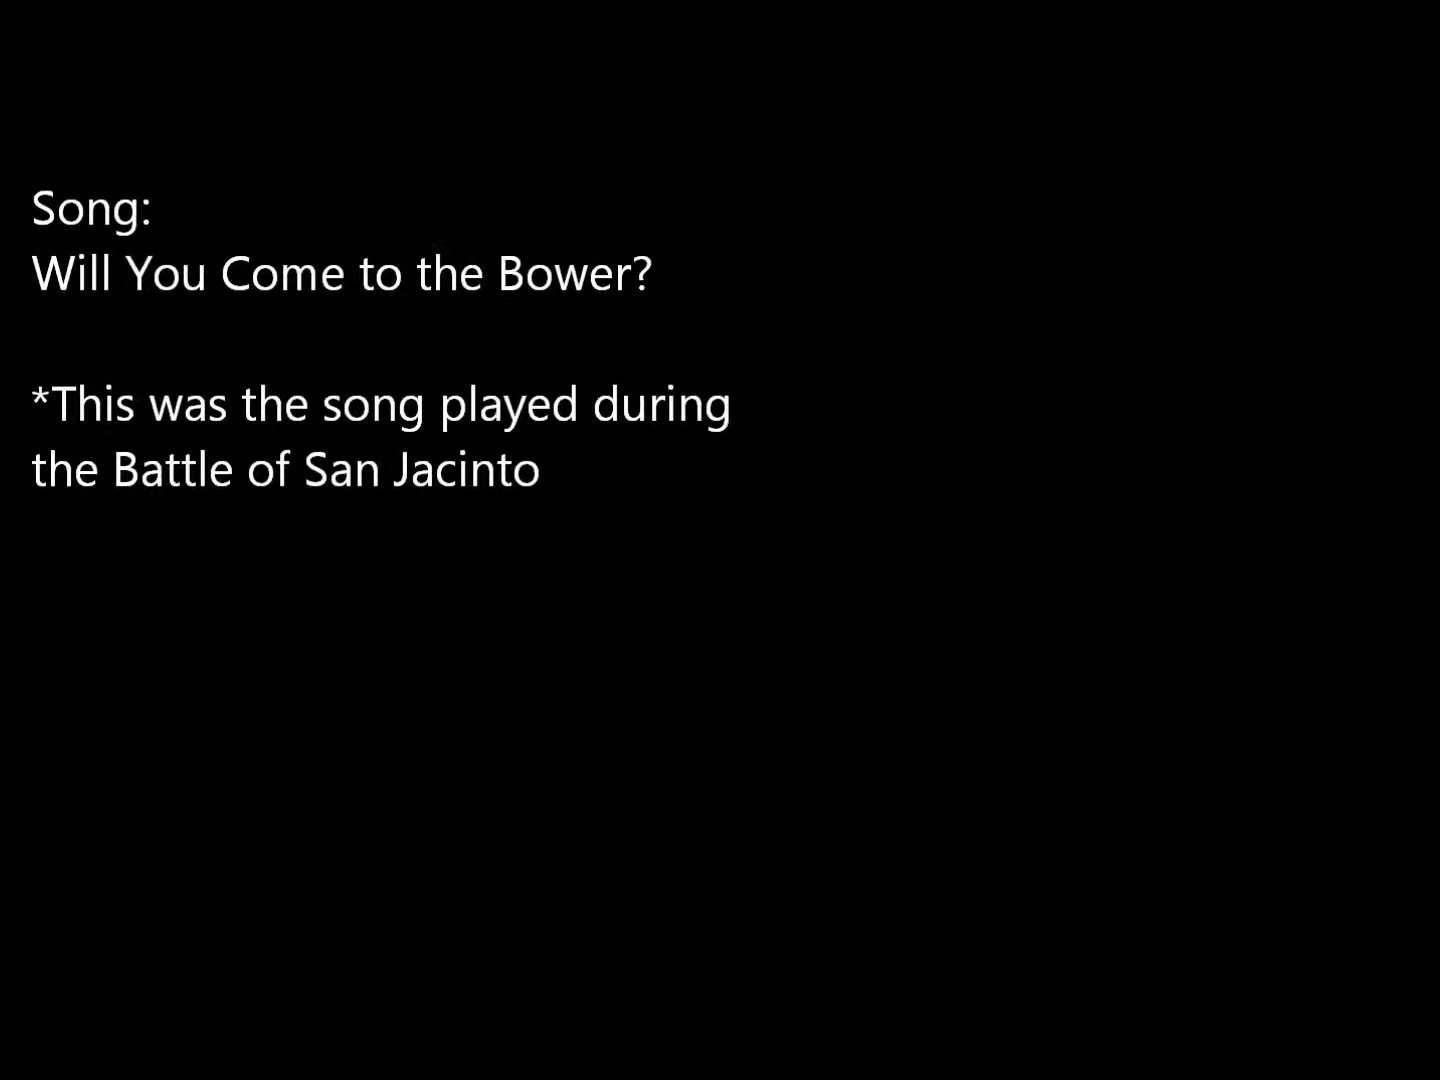 Song:
Will You Come to the Bower?
*This was the song played during
the Battle of San Jacinto